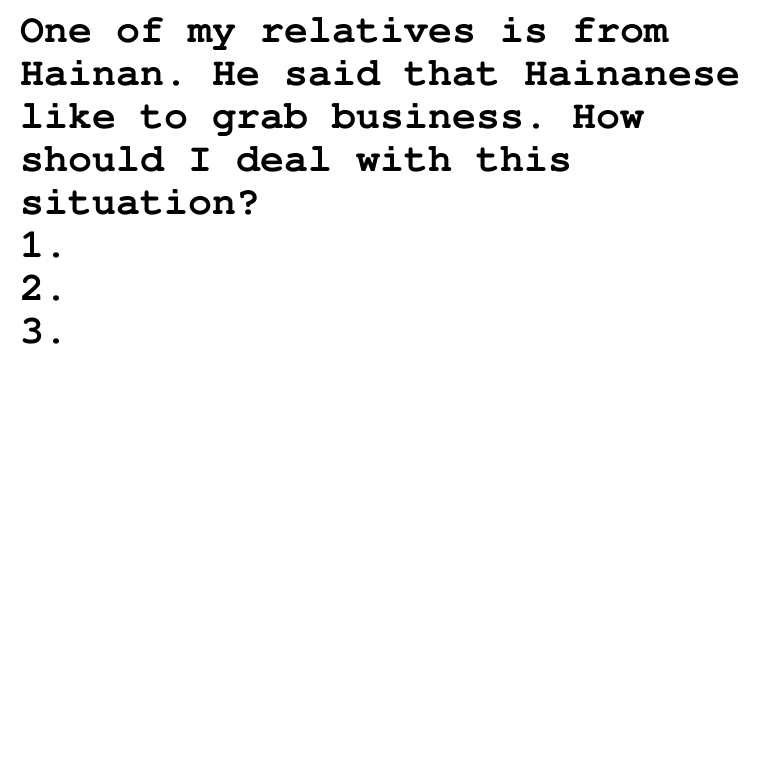 One of my relatives is from
Hainan. He said that Hainanese
like to grab business. How
should I deal with this
situation?
1.
2.
3.